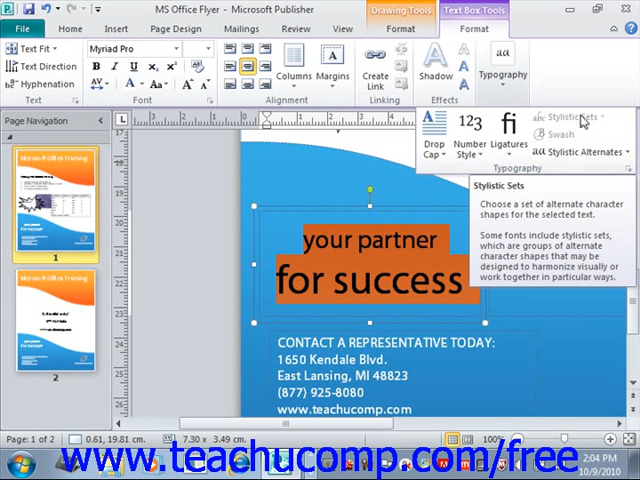 MS Office Flyer - Microsoft Publisher
Drawing Tools
Text Box Tools
File
Home
Insert
Page Design
Mailings
Review
View
Format
Format
Text Fit
Text Direction
Hyphenation
Text
Myriad Pro
Font
Alignment
Columns
Margins
Create
Link
Linking
Shadow
Effects
Typography
Drop
Cap
Number
Style
Ligatures
Stylistic Sets
Swash
Stylistic Alternates
Typography
Stylistic Sets
Choose a set of alternate character
shapes for the selected text.
Some fonts include stylistic sets,
which are groups of alternate
character shapes that may be
designed to harmonize visually or
work together in particular ways.
Page Navigation
1
2
your partner
for success
CONTACT A REPRESENTATIVE TODAY:
1650 Kendale Blvd.
East Lansing, MI 48823
(877) 925-8080
www.teachucomp.com
Page: 1 of 2
0.61, 19.81 cm.
7.30 x 3.49 cm.
100%
www.teachucomp.com/free
2:04 PM
10/9/2010